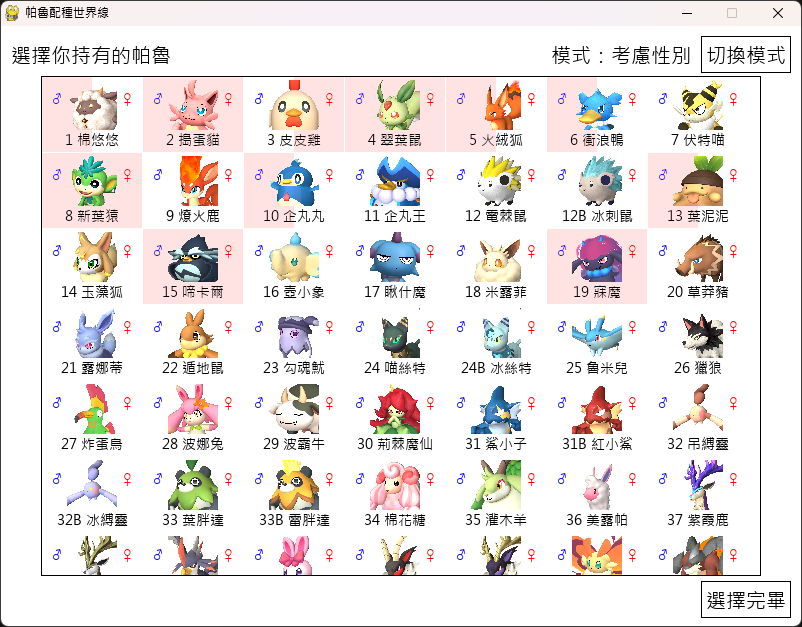 帕魯配種世界線
選擇你持有的帕魯 模式：考慮性別 切換模式
♂ ♀ ♂ ♀ ♂ ♀ ♂ ♀ ♂ ♀ ♂ ♀ ♂ ♀
1 棉悠悠 2 搗蛋貓 3 皮皮雞 4 翠葉鼠 5 火絨狐 6 衝浪鴨 7 伏特喵
♂ ♀ ♂ ♀ ♂ ♀ ♂ ♀ ♂ ♀ ♂ ♀ ♂ ♀
8 新葉猿 9 燎火鹿 10 企丸丸 11 企丸王 12 電棘鼠 12B 冰刺鼠 13 葉泥泥
♂ ♀ ♂ ♀ ♂ ♀ ♂ ♀ ♂ ♀ ♂ ♀ ♂ ♀
14 玉藻狐 15 啼卡爾 16 壺小象 17 瞅什魔 18 米露菲 19 寐魔 20 草莽豬
♂ ♀ ♂ ♀ ♂ ♀ ♂ ♀ ♂ ♀ ♂ ♀ ♂ ♀
21 露娜蒂 22 遁地鼠 23 勾魂魷 24 喵絲特 24B 冰絲特 25 魯米兒 26 獵狼
♂ ♀ ♂ ♀ ♂ ♀ ♂ ♀ ♂ ♀ ♂ ♀ ♂ ♀
27 炸蛋鳥 28 波娜兔 29 波霸牛 30 荊棘魔仙 31 鯊小子 31B 紅小鯊 32 吊縛靈
♂ ♀ ♂ ♀ ♂ ♀ ♂ ♀ ♂ ♀ ♂ ♀ ♂ ♀
32B 冰縛靈 33 葉胖達 33B 雷胖達 34 棉花糖 35 灌木羊 36 美露帕 37 紫霞鹿
♂ ♀ ♂ ♀ ♂ ♀ ♂ ♀ ♂ ♀ ♂ ♀ ♂ ♀
選擇完畢